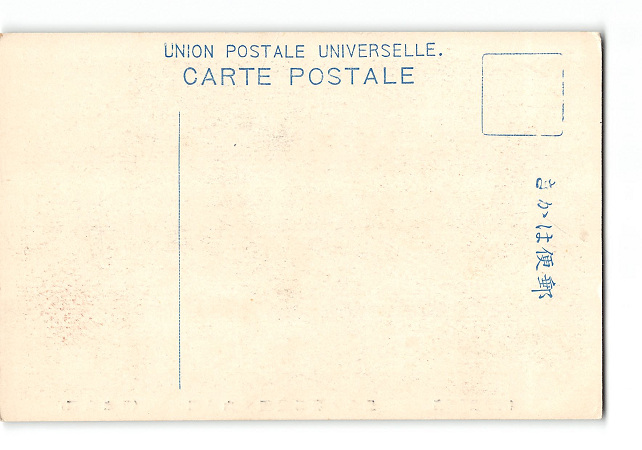 UNION POSTALE UNIVERSELLE.
CARTE POSTALE
郵便はかき